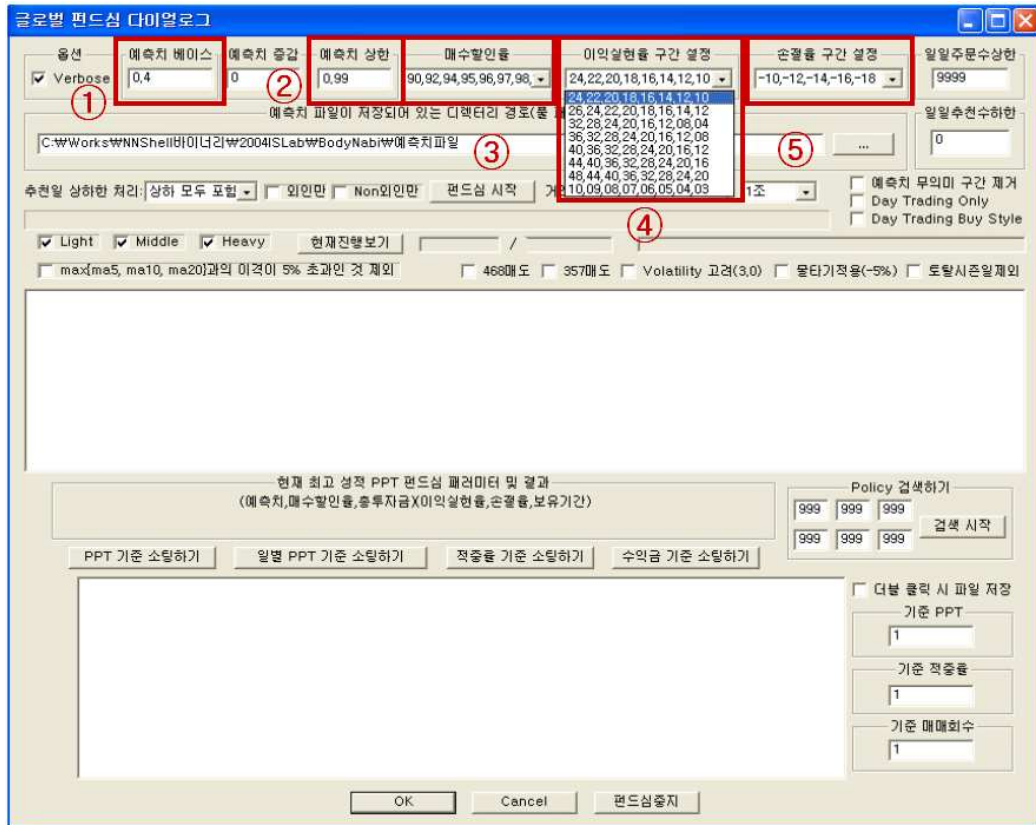 글로벌 펀드심 다이얼로그
옵션 예측치 베이스 예측치 증감 예측치 상한 매수할인율 이익실현율 구간 설정 손절율 구간 설정 일일주문수상한
Verbose 0,4 0 0,99 90,92,94,95,96,97,98, 24,22,20,18,16,14,12,10 -10,-12,-14,-16,-18 9999
① ② ③ ④ ⑤
24,22,20,18,16,14,12,10
26,24,22,20,18,16,14,12
32,28,24,20,16,12,08,04
36,32,28,24,20,16,12,08
40,36,32,28,24,20,16,12
44,40,36,32,28,24,20,16
48,44,40,36,32,28,24,20
10,09,08,07,06,05,04,03
예측치 파일이 저장되어 있는 디렉터리 경로(풀 일일추천수하한
C:₩Works₩NNShell바이너리₩2004ISLab₩BodyNabi₩예측치파일 ... 0
추천일 상하한 처리: 상하 모두 포함 외인만 Non외인만 펀드심 시작 1조 예측치 무의미 구간 제거
Day Trading Only
Day Trading Buy Style
Light Middle Heavy 현재진행보기 /
max{ma5, ma10, ma20}과의 이격이 5% 초과인 것 제외 468매도 357매도 Volatility 고려(3,0) 물타기적용(-5%) 토탈시즌일제외
현재 최고 성적 PPT 펀드심 패러미터 및 결과
(예측치,매수할인율,총투자금)(이익실현율,손절율,보유기간)
Policy 검색하기
999 999 999
999 999 999
검색 시작
PPT 기준 소팅하기 일별 PPT 기준 소팅하기 적중율 기준 소팅하기 수익금 기준 소팅하기
더블 클릭 시 파일 저장
기준 PPT
1
기준 적중율
1
기준 매매회수
1
OK Cancel 펀드심중지